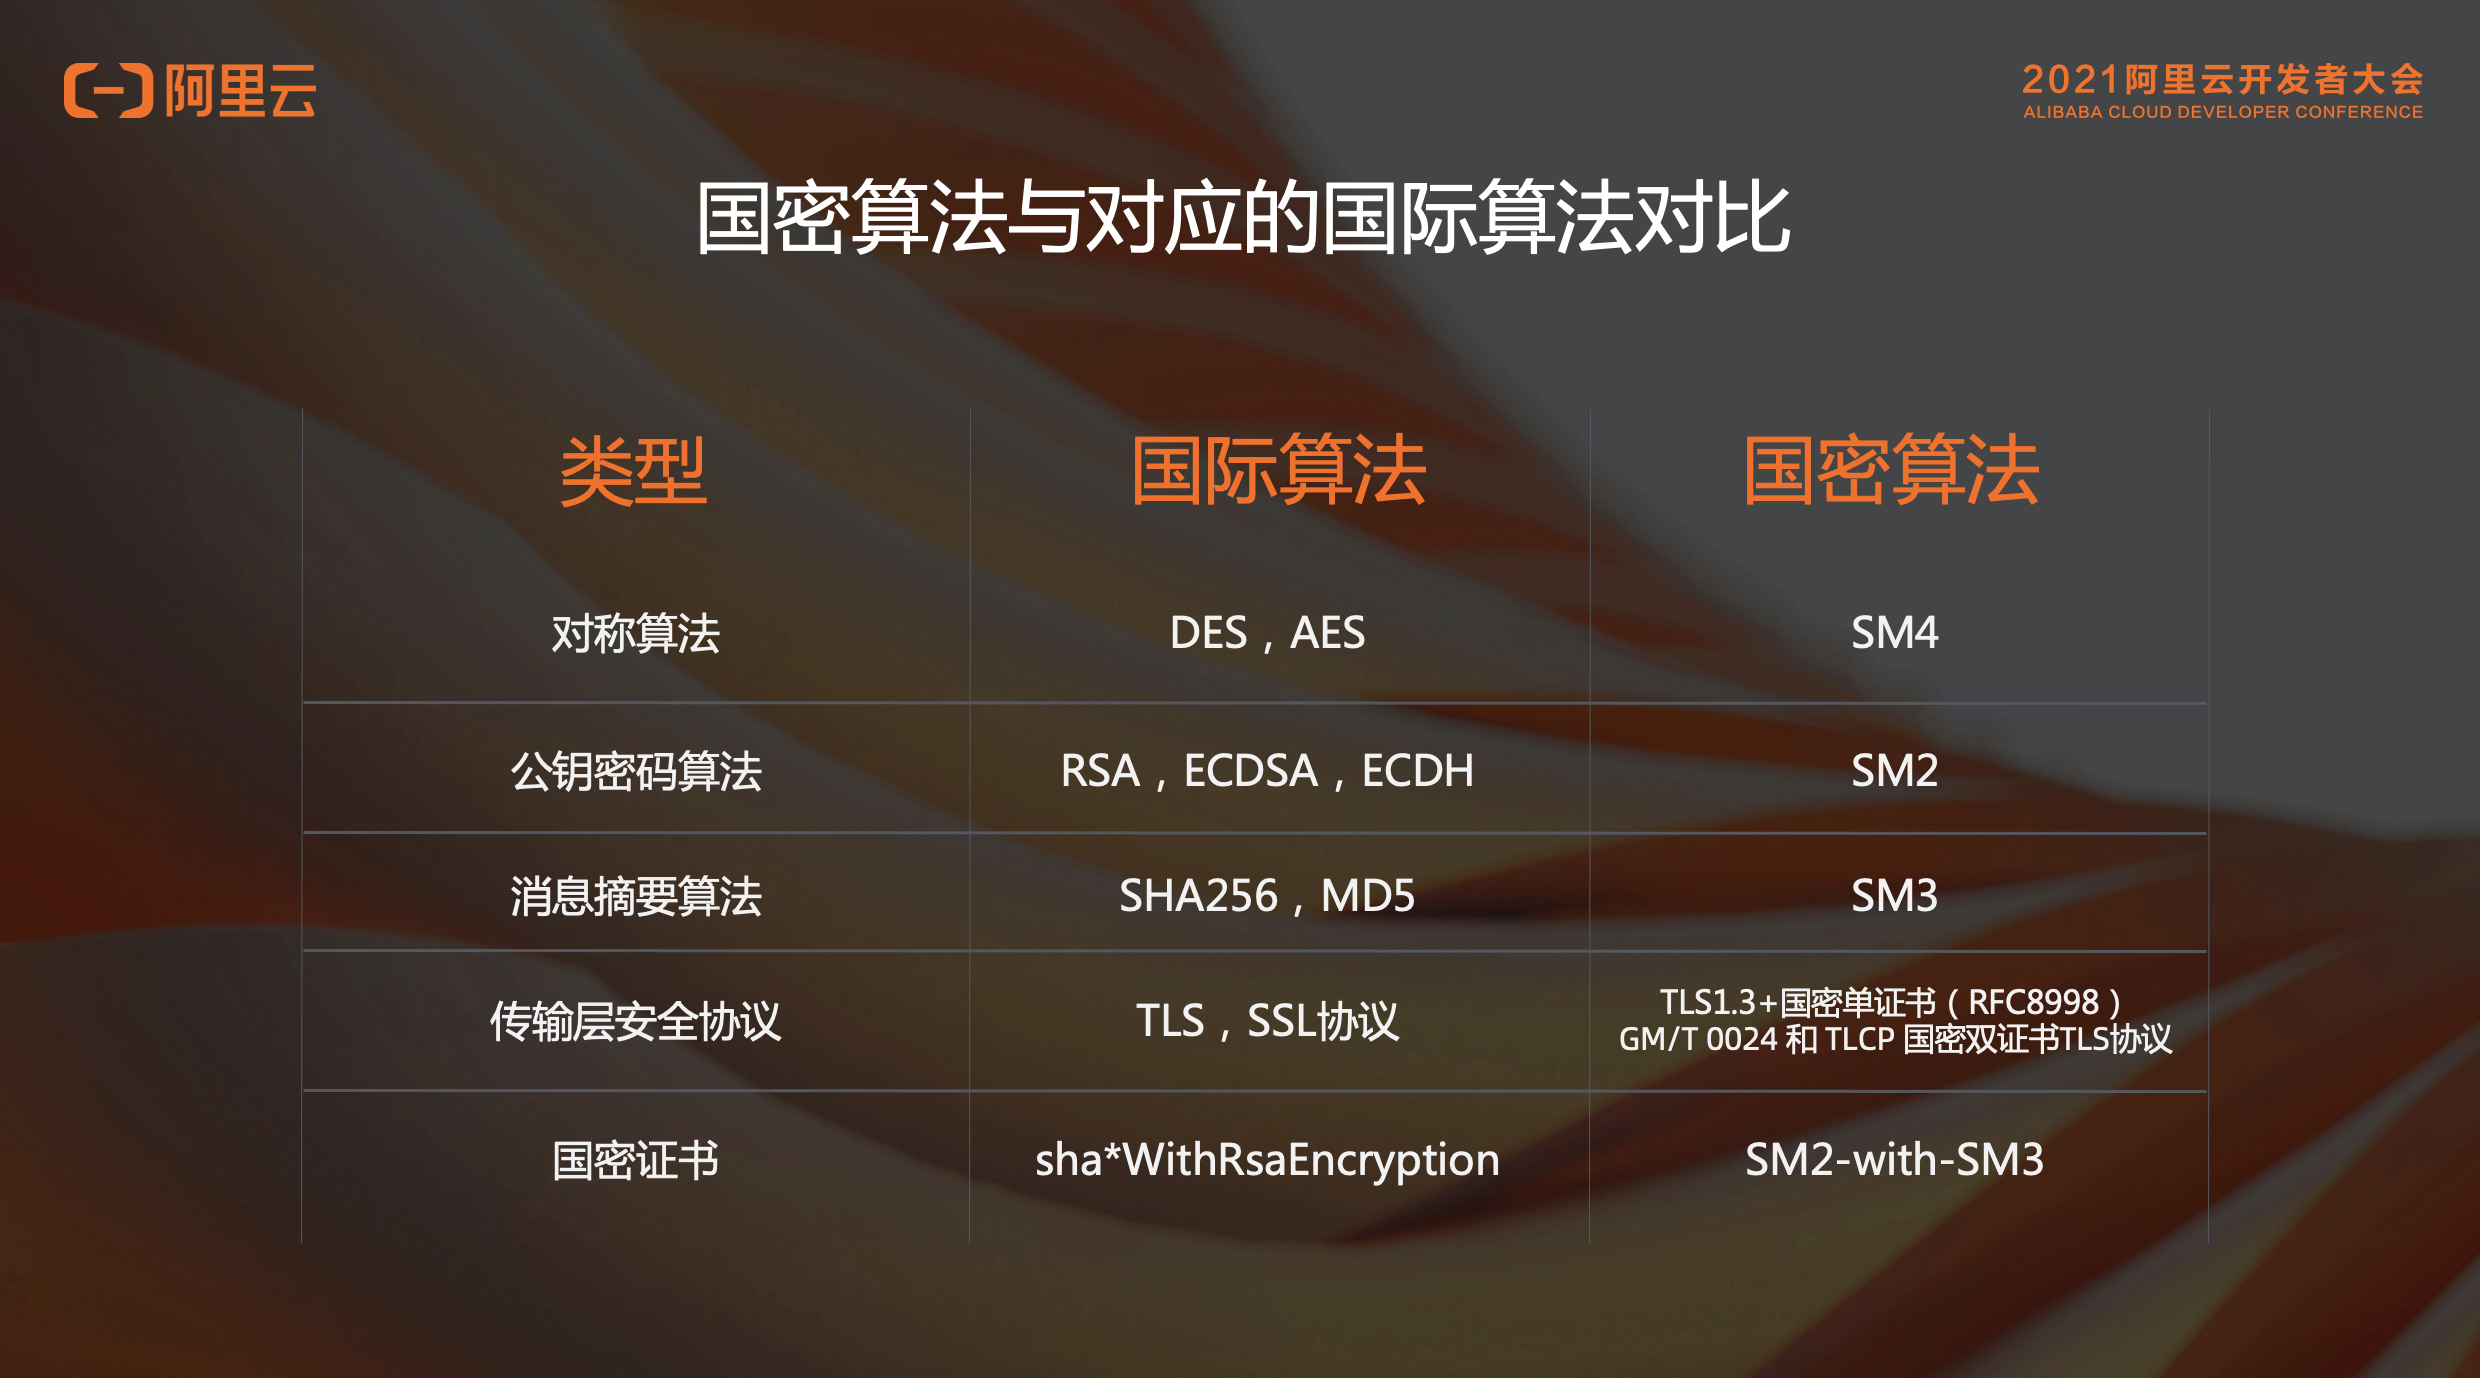 阿里云
2021阿里云开发者大会
ALIBABA CLOUD DEVELOPER CONFERENCE
国密算法与对应的国际算法对比
类型 国际算法 国密算法
对称算法 DES，AES SM4
公钥密码算法 RSA，ECDSA，ECDH SM2
消息摘要算法 SHA256，MD5 SM3
传输层安全协议 TLS，SSL协议 TLS1.3+国密单证书（RFC8998）
GM/T 0024 和 TLCP 国密双证书TLS协议
国密证书 sha*WithRsaEncryption SM2-with-SM3